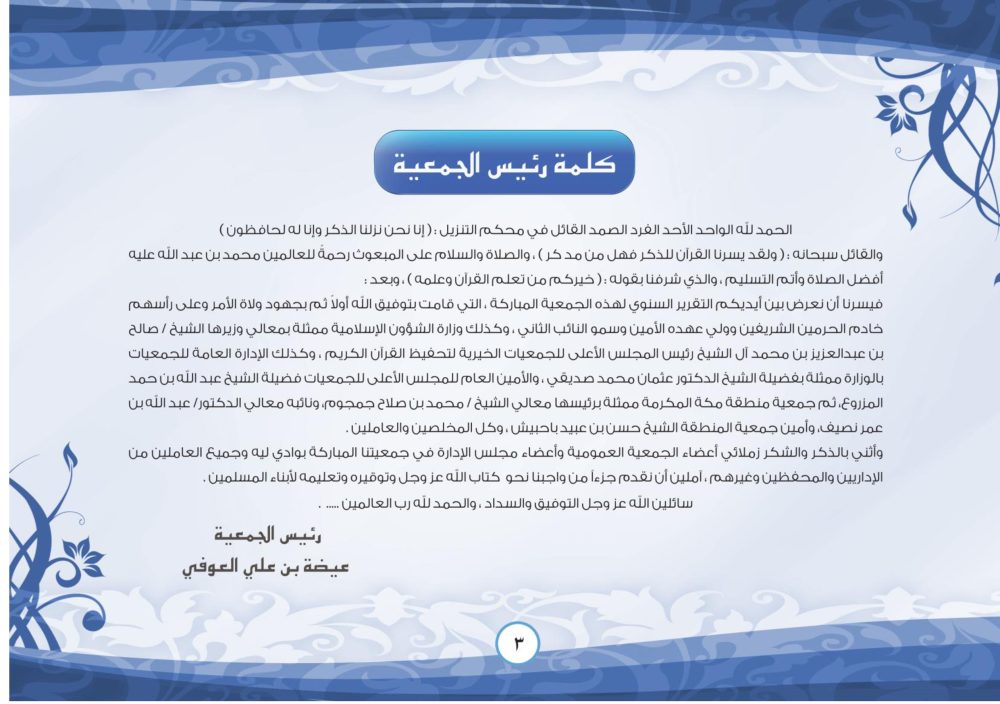 كلمة رئيس الجمعية
الحمد لله الواحد الأحد الفرد الصمد القائل في محكم التنزيل : ( إنا نحن نزلنا الذكر وإنا له لحافظون )
والقائل سبحانه : ( ولقد يسرنا القرآن للذكر فهل من مد كر ) ، والصلاة والسلام على المبعوث رحمةً للعالمين محمد بن عبد الله عليه
أفضل الصلاة وأتم التسليم ، والذي شرفنا بقوله : ( خيركم من تعلم القرآن وعلمه ) ، وبعد :
فيسرنا أن نعرض بين أيديكم التقرير السنوي لهذه الجمعية المباركة ، التي قامت بتوفيق الله أولاً ثم بجهود ولاة الأمر وعلى رأسهم
خادم الحرمين الشريفين وولي عهده الأمين وسمو النائب الثاني ، وكذلك وزارة الشؤون الإسلامية ممثلة بمعالي وزيرها الشيخ / صالح
بن عبدالعزيز بن محمد آل الشيخ رئيس المجلس الأعلى للجمعيات الخيرية لتحفيظ القرآن الكريم ، وكذلك الإدارة العامة للجمعيات
بالوزارة ممثلة بفضيلة الشيخ الدكتور عثمان محمد صديقي ، والأمين العام للمجلس الأعلى للجمعيات فضيلة الشيخ عبد الله بن حمد
المزروع، ثم جمعية منطقة مكة المكرمة ممثلة برئيسها معالي الشيخ / محمد بن صلاح جمجوم، ونائبه معالي الدكتور/ عبد الله بن
عمر نصيف، وأمين جمعية المنطقة الشيخ حسن بن عبيد باحبيش ، وكل المخلصين والعاملين .
وأثني بالذكر والشكر زملائي أعضاء الجمعية العمومية وأعضاء مجلس الإدارة في جمعيتنا المباركة بوادي ليه وجميع العاملين من
الإداريين والمحفظين وغيرهم ، آملين أن نقدم جزءاً من واجبنا نحو كتاب الله عز وجل وتوقيره وتعليمه لأبناء المسلمين .
سائلين الله عز وجل التوفيق والسداد ، والحمد لله رب العالمين ..... .
رئيس الجمعية
عيضة بن علي العوفي
٣